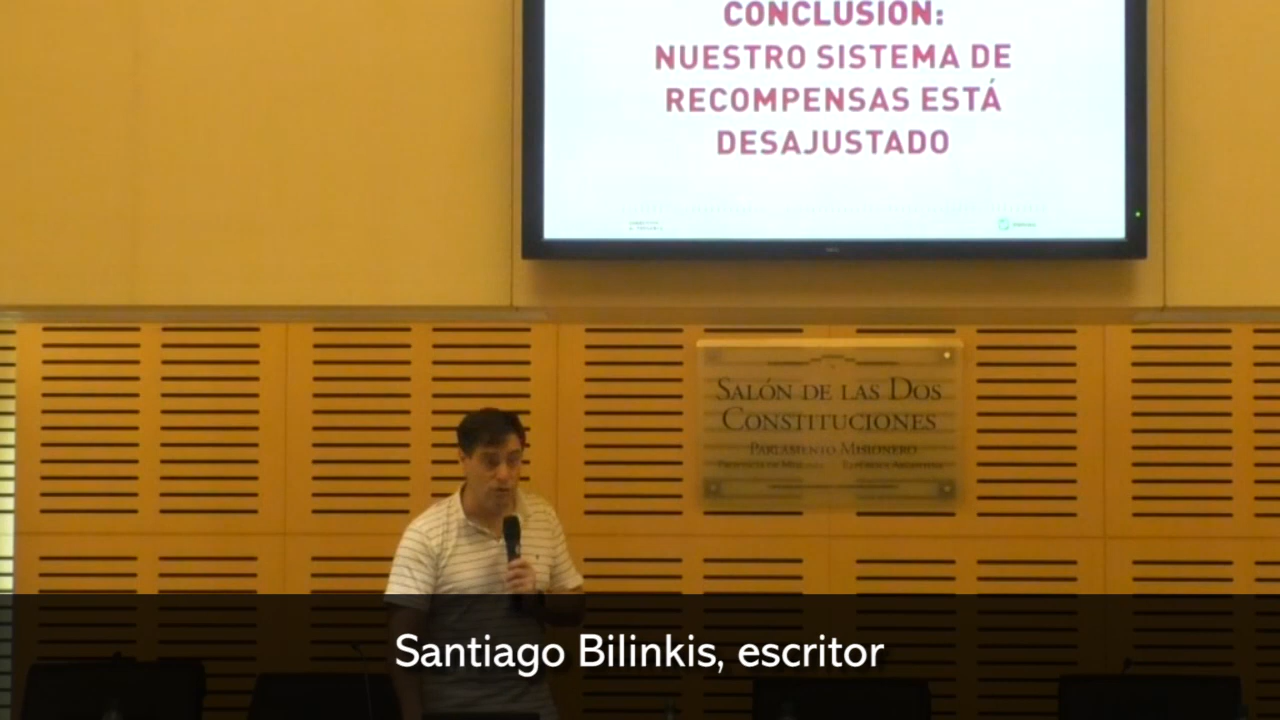 CONCLUSIÓN:
NUESTRO SISTEMA DE
RECOMPENSAS ESTÁ
DESAJUSTADO
SALÓN DE LAS DOS
CONSTITUCIONES
PARLAMENTO MISIONERO
Santiago Bilinkis, escritor